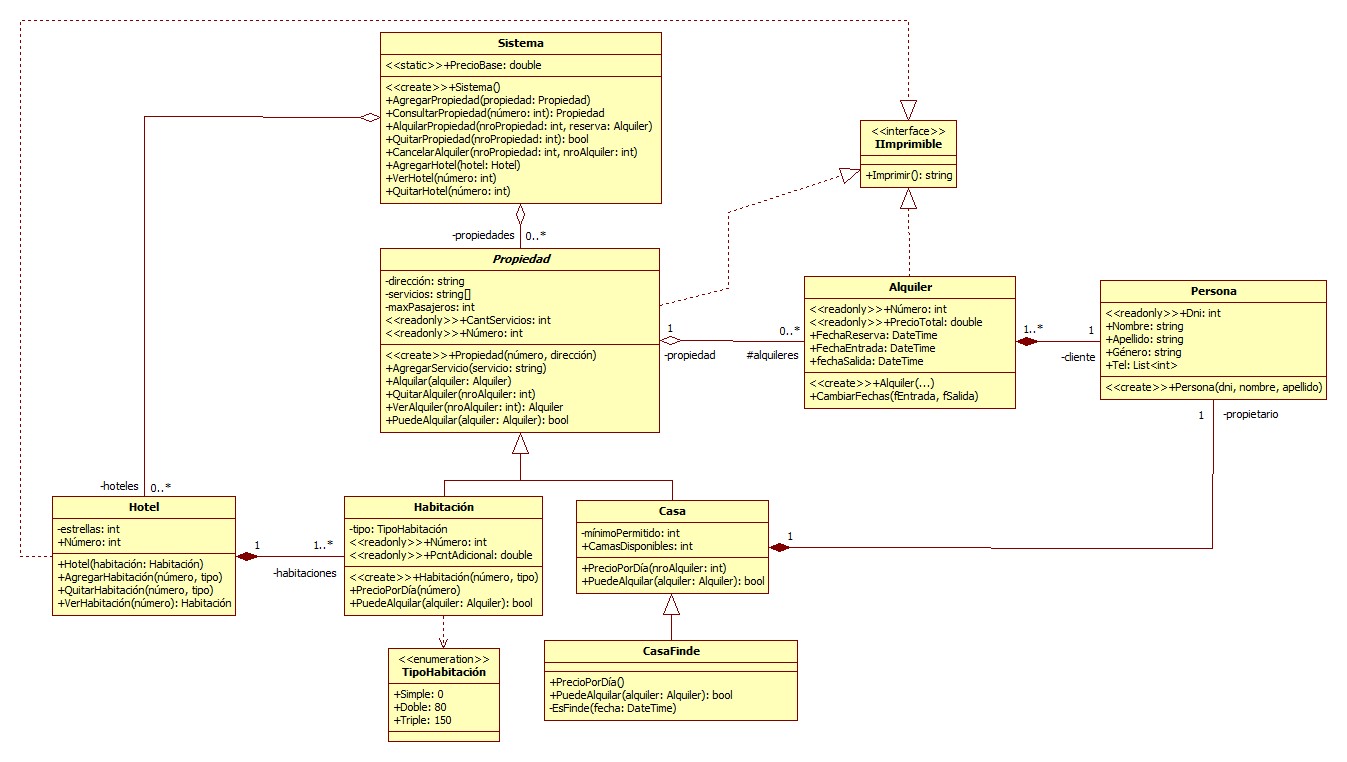 Sistema
<<static>>+PrecioBase: double
<<create>>+Sistema()
+AgregarPropiedad(propiedad: Propiedad)
+ConsultarPropiedad(número: int): Propiedad
+AlquilarPropiedad(nroPropiedad: int, reserva: Alquiler)
+QuitarPropiedad(nroPropiedad: int): bool
+CancelarAlquiler(nroPropiedad: int, nroAlquiler: int)
+AgregarHotel(hotel: Hotel)
+VerHotel(número: int)
+QuitarHotel(número: int)
<<interface>>
IImprimible
+Imprimir(): string
-propiedades
0..*
Propiedad
-dirección: string
-servicios: string[]
-maxPasajeros: int
<<readonly>>+CantServicios: int
<<readonly>>+Número: int
<<create>>+Propiedad(número, dirección)
+AgregarServicio(servicio: string)
+Alquilar(alquiler: Alquiler)
+QuitarAlquiler(nroAlquiler: int)
+VerAlquiler(nroAlquiler: int): Alquiler
+PuedeAlquilar(alquiler: Alquiler): bool
1
-propiedad
0..*
#alquileres
Alquiler
<<readonly>>+Número: int
<<readonly>>+PrecioTotal: double
+FechaReserva: DateTime
+FechaEntrada: DateTime
+fechaSalida: DateTime
<<create>>+Alquiler(...)
+CambiarFechas(fEntrada, fSalida)
1..*
1
-cliente
Persona
<<readonly>>+Dni: int
+Nombre: string
+Apellido: string
+Género: string
+Tel: List<int>
<<create>>+Persona(dni, nombre, apellido)
1
-propietario
-hoteles
0..*
Hotel
-estrellas: int
+Número: int
+Hotel(habitación: Habitación)
+AgregarHabitación(número, tipo)
+QuitarHabitación(número, tipo)
+VerHabitación(número): Habitación
1
1..*
-habitaciones
Habitación
-tipo: TipoHabitación
<<readonly>>+Número: int
<<readonly>>+PcntAdicional: double
<<create>>+Habitación(número, tipo)
+PrecioPorDía(número)
+PuedeAlquilar(alquiler: Alquiler): bool
Casa
-mínimoPermitido: int
+CamasDisponibles: int
+PrecioPorDía(nroAlquiler: int)
+PuedeAlquilar(alquiler: Alquiler): bool
1
<<enumeration>>
TipoHabitación
+Simple: 0
+Doble: 80
+Triple: 150
CasaFinde
+PrecioPorDía()
+PuedeAlquilar(alquiler: Alquiler): bool
-EsFinde(fecha: DateTime)